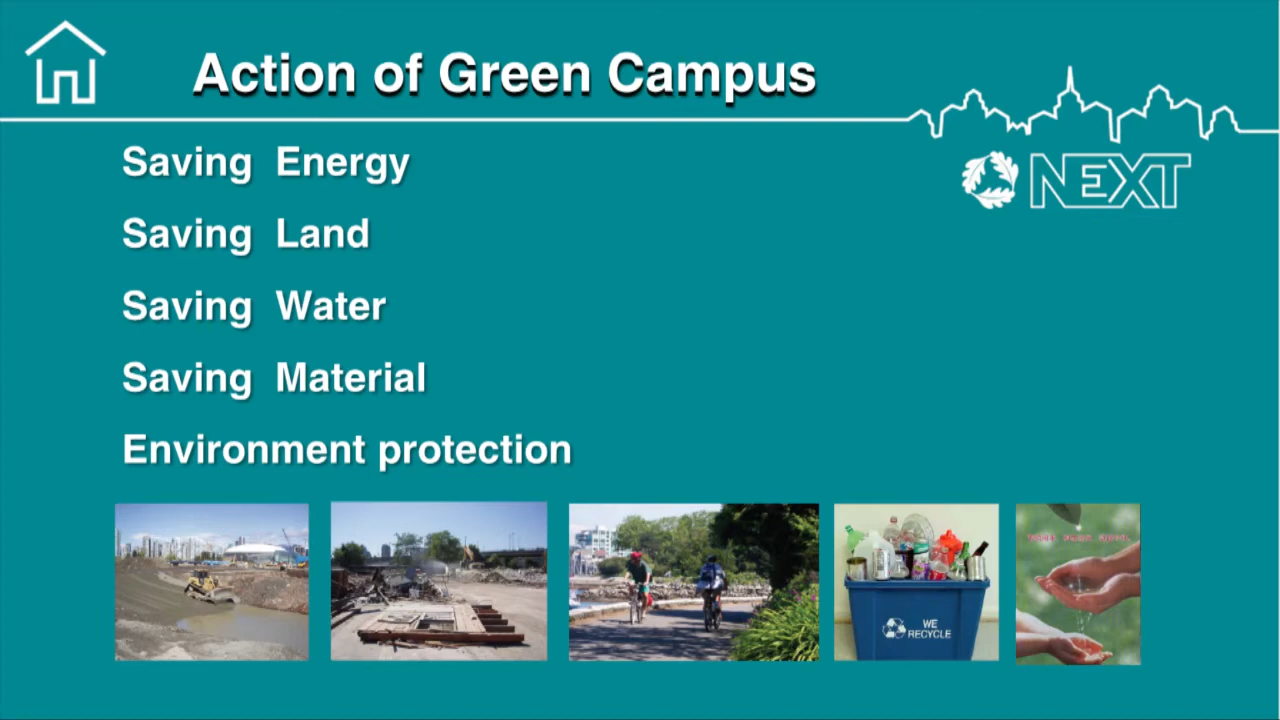 Action of Green Campus
NEXT
Saving Energy
Saving Land
Saving Water
Saving Material
Environment protection
WE
RECYCLE